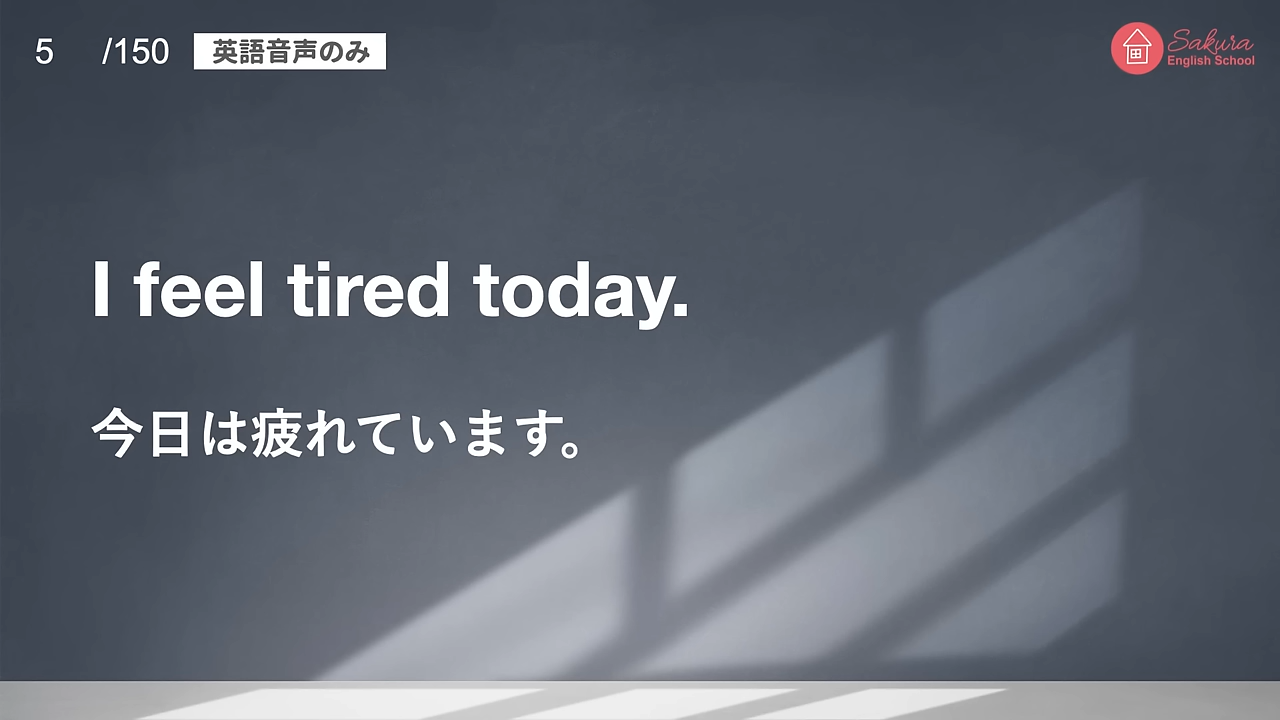 5 /150 英語音声のみ
Sakura
English School
I feel tired today.
今日は疲れています。